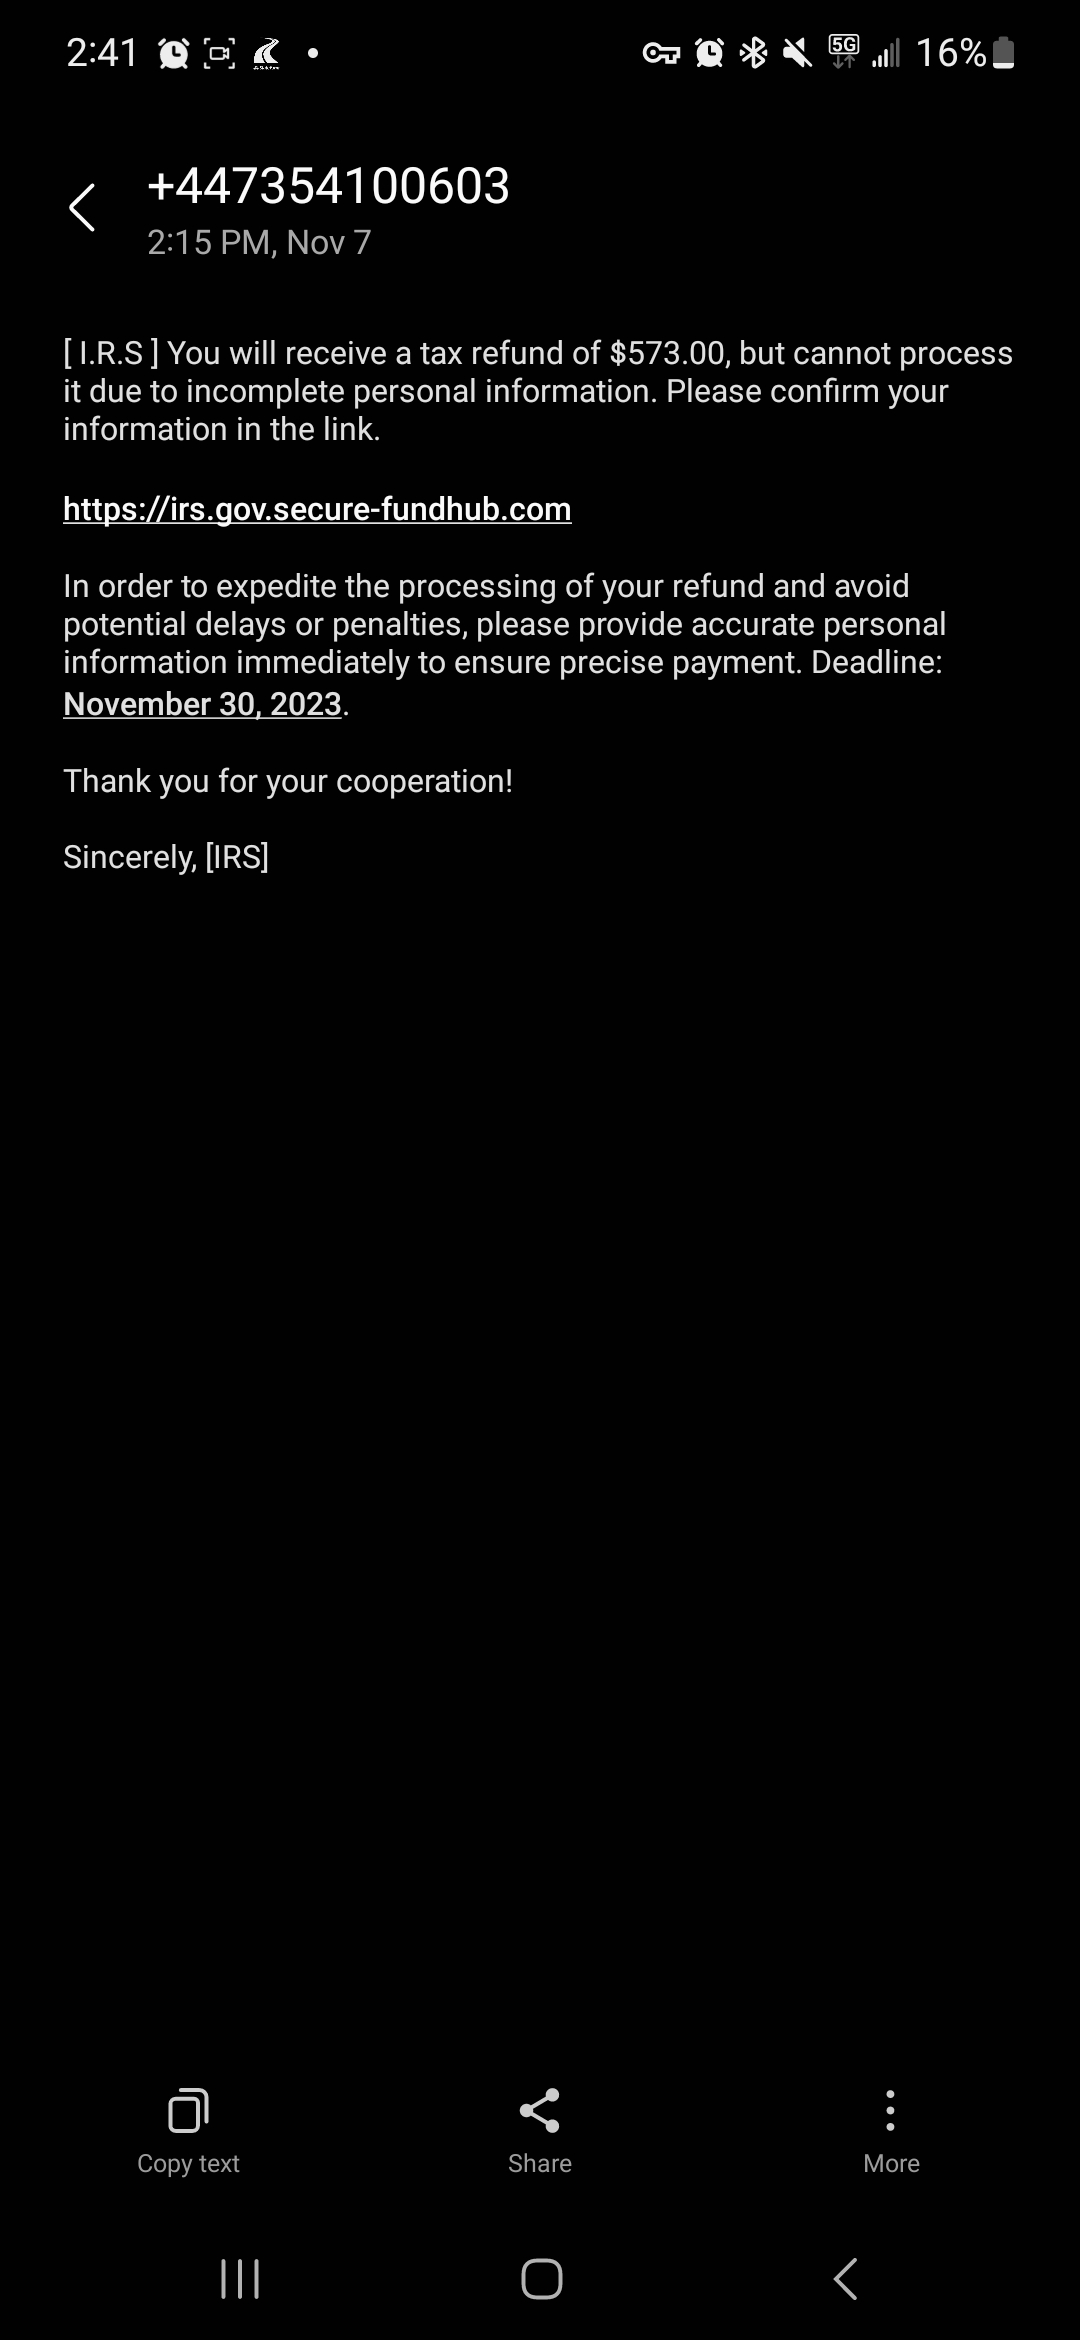 2:41
5G
16%
+447354100603
2:15 PM, Nov 7
[ I.R.S ] You will receive a tax refund of $573.00, but cannot process
it due to incomplete personal information. Please confirm your
information in the link.
https://irs.gov.secure-fundhub.com
In order to expedite the processing of your refund and avoid
potential delays or penalties, please provide accurate personal
information immediately to ensure precise payment. Deadline:
November 30, 2023.
Thank you for your cooperation!
Sincerely, [IRS]
Copy text
Share
More